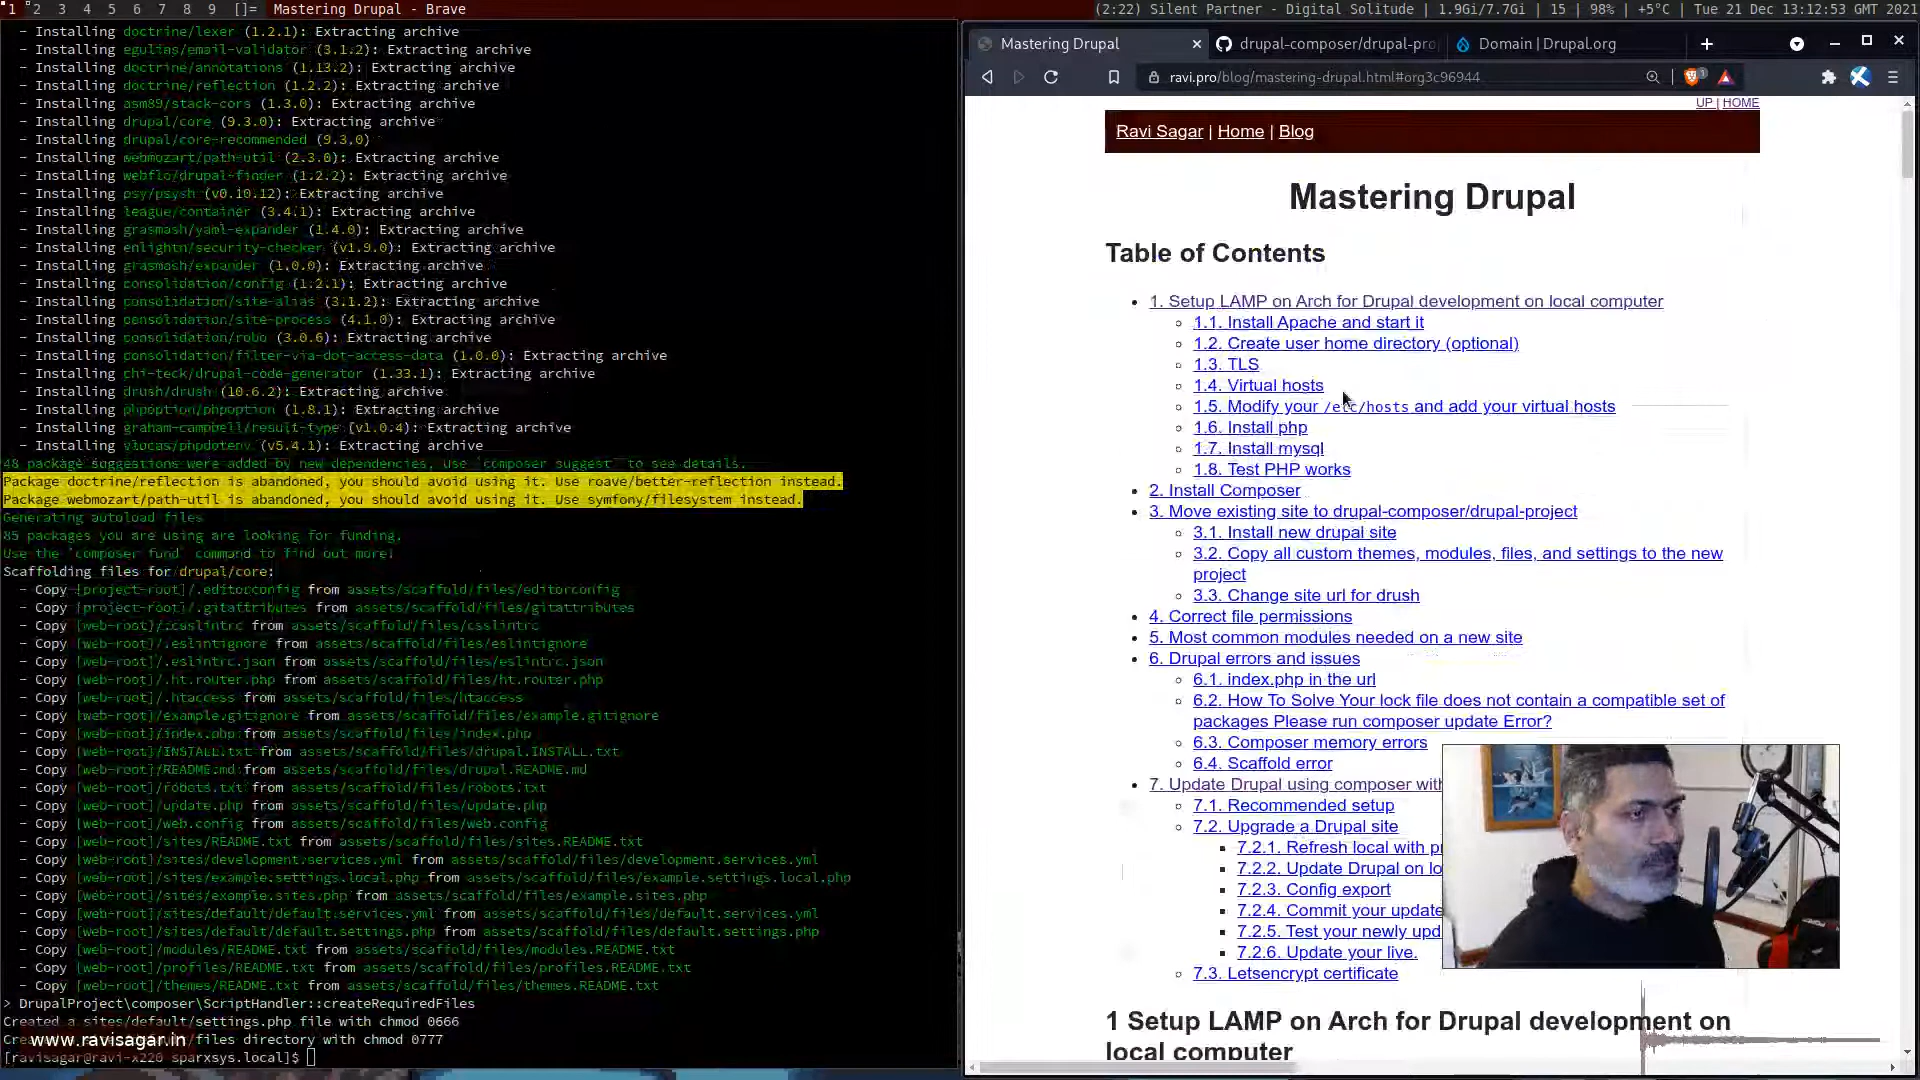 1 2 3 4 5 6 7 8 9 []= Mastering Drupal - Brave
(2:22) Silent Partner - Digital Solitude | 1.9Gi/7.7Gi | 15 | 98% | +5°C | Tue 21 Dec 13:12:53 GMT 2021
- Installing doctrine/lexer (1.2.1): Extracting archive
- Installing egulias/email-validator (3.1.2): Extracting archive
- Installing doctrine/annotations (1.13.2): Extracting archive
- Installing doctrine/reflection (1.2.2): Extracting archive
- Installing asm89/stack-cors (1.3.0): Extracting archive
- Installing drupal/core (9.3.0): Extracting archive
- Installing drupal/core-recommended (9.3.0)
- Installing webmozart/path-util (2.3.0): Extracting archive
- Installing webflo/drupal-finder (1.2.2): Extracting archive
- Installing psy/psysh (v0.10.12): Extracting archive
- Installing league/container (3.4.1): Extracting archive
- Installing grasmash/yaml-expander (1.4.0): Extracting archive
- Installing enlightn/security-checker (v1.9.0): Extracting archive
- Installing grasmash/expander (1.0.0): Extracting archive
- Installing consolidation/config (1.2.1): Extracting archive
- Installing consolidation/site-alias (3.1.2): Extracting archive
- Installing consolidation/site-process (4.1.0): Extracting archive
- Installing consolidation/robo (3.0.6): Extracting archive
- Installing consolidation/filter-via-dot-access-data (1.0.0): Extracting archive
- Installing chi-teck/drupal-code-generator (1.33.1): Extracting archive
- Installing drush/drush (10.6.2): Extracting archive
- Installing phpoption/phpoption (1.8.1): Extracting archive
- Installing graham-campbell/result-type (v1.0.4): Extracting archive
- Installing vlucas/phpdotenv (v5.4.1): Extracting archive
48 package suggestions were added by new dependencies, use `composer suggest` to see details.
Package doctrine/reflection is abandoned, you should avoid using it. Use roave/better-reflection instead.
Package webmozart/path-util is abandoned, you should avoid using it. Use symfony/filesystem instead.
Generating autoload files
85 packages you are using are looking for funding.
Use the `composer fund` command to find out more!
Scaffolding files for drupal/core:
- Copy [project-root]/.editorconfig from assets/scaffold/files/editorconfig
- Copy [project-root]/.gitattributes from assets/scaffold/files/gitattributes
- Copy [web-root]/.csslintrc from assets/scaffold/files/csslintrc
- Copy [web-root]/.eslintignore from assets/scaffold/files/eslintignore
- Copy [web-root]/.eslintrc.json from assets/scaffold/files/eslintrc.json
- Copy [web-root]/.ht.router.php from assets/scaffold/files/ht.router.php
- Copy [web-root]/.htaccess from assets/scaffold/files/htaccess
- Copy [web-root]/example.gitignore from assets/scaffold/files/example.gitignore
- Copy [web-root]/index.php from assets/scaffold/files/index.php
- Copy [web-root]/INSTALL.txt from assets/scaffold/files/drupal.INSTALL.txt
- Copy [web-root]/README.md from assets/scaffold/files/drupal.README.md
- Copy [web-root]/robots.txt from assets/scaffold/files/robots.txt
- Copy [web-root]/update.php from assets/scaffold/files/update.php
- Copy [web-root]/web.config from assets/scaffold/files/web.config
- Copy [web-root]/sites/README.txt from assets/scaffold/files/sites.README.txt
- Copy [web-root]/sites/development.services.yml from assets/scaffold/files/development.services.yml
- Copy [web-root]/sites/example.settings.local.php from assets/scaffold/files/example.settings.local.php
- Copy [web-root]/sites/example.sites.php from assets/scaffold/files/example.sites.php
- Copy [web-root]/sites/default/default.services.yml from assets/scaffold/files/default.services.yml
- Copy [web-root]/sites/default/default.settings.php from assets/scaffold/files/default.settings.php
- Copy [web-root]/modules/README.txt from assets/scaffold/files/modules.README.txt
- Copy [web-root]/profiles/README.txt from assets/scaffold/files/profiles.README.txt
- Copy [web-root]/themes/README.txt from assets/scaffold/files/themes.README.txt
> DrupalProject\composer\ScriptHandler::createRequiredFiles
Created a sites/default/settings.php file with chmod 0666
files directory with chmod 0777
www.ravisagar.in
[ravisagar@ravi-x220 sparxsys.local]$
Mastering Drupal
drupal-composer/drupal-pro
Domain | Drupal.org
ravi.pro/blog/mastering-drupal.html#org3c96944
UP | HOME
Ravi Sagar | Home | Blog
Mastering Drupal
Table of Contents
1. Setup LAMP on Arch for Drupal development on local computer
1.1. Install Apache and start it
1.2. Create user home directory (optional)
1.3. TLS
1.4. Virtual hosts
1.5. Modify your /etc/hosts and add your virtual hosts
1.6. Install php
1.7. Install mysql
1.8. Test PHP works
2. Install Composer
3. Move existing site to drupal-composer/drupal-project
3.1. Install new drupal site
3.2. Copy all custom themes, modules, files, and settings to the new
project
3.3. Change site url for drush
4. Correct file permissions
5. Most common modules needed on a new site
6. Drupal errors and issues
6.1. index.php in the url
6.2. How To Solve Your lock file does not contain a compatible set of
packages Please run composer update Error?
6.3. Composer memory errors
6.4. Scaffold error
7. Update Drupal using composer with
7.1. Recommended setup
7.2. Upgrade a Drupal site
7.2.1. Refresh local with pr
7.2.2. Update Drupal on lo
7.2.3. Config export
7.2.4. Commit your update
7.2.5. Test your newly upd
7.2.6. Update your live.
7.3. Letsencrypt certificate
1 Setup LAMP on Arch for Drupal development on
local computer